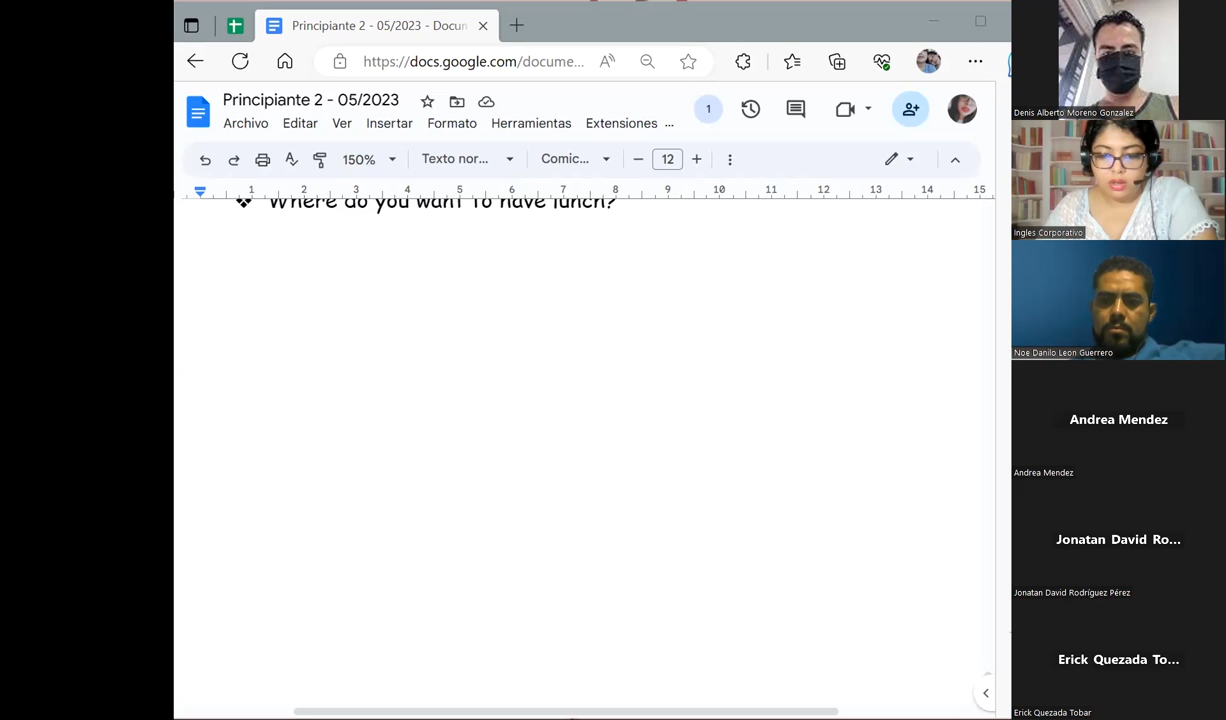 Principiante 2 - 05/2023 - Docun
https://docs.google.com/docume...
Principiante 2 - 05/2023
1
Archivo Editar Ver Insertar Formato Herramientas Extensiones ...
150% Texto nor... Comic... 12
1 2 3 4 5 6 7 8 9 10 11 12 13 14 15
❖ Where do you want to have lunch?
Denis Alberto Moreno Gonzalez
Ingles Corporativo
Noe Danilo Leon Guerrero
Andrea Mendez
Andrea Mendez
Jonatan David Ro...
Jonatan David Rodríguez Pérez
Erick Quezada To...
Erick Quezada Tobar